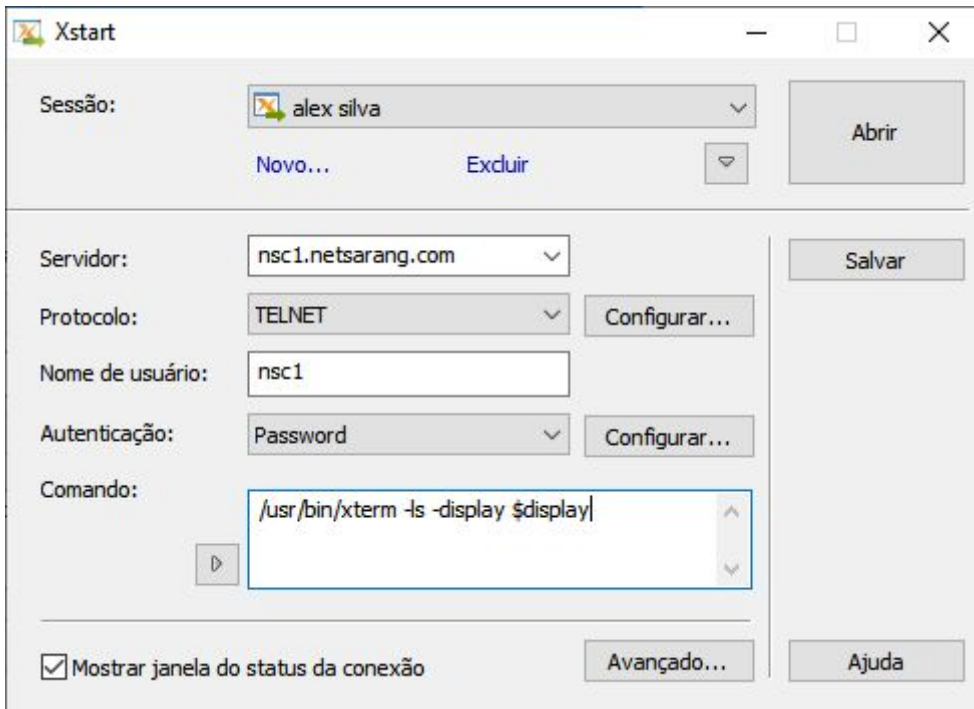 Xstart
Sessão:
alex silva
Abrir
Novo...
Excluir
Servidor:
nsc1.netsarang.com
Salvar
Protocolo:
TELNET
Configurar...
Nome de usuário:
nsc1
Autenticação:
Password
Configurar...
Comando:
/usr/bin/xterm -ls -display $display
Mostrar janela do status da conexão
Avançado...
Ajuda